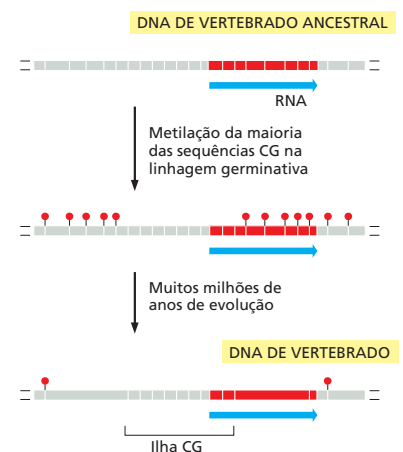 DNA DE VERTEBRADO ANCESTRAL
RNA
Metilação da maioria
das sequências CG na
linhagem germinativa
Muitos milhões de
anos de evolução
DNA DE VERTEBRADO
Ilha CG